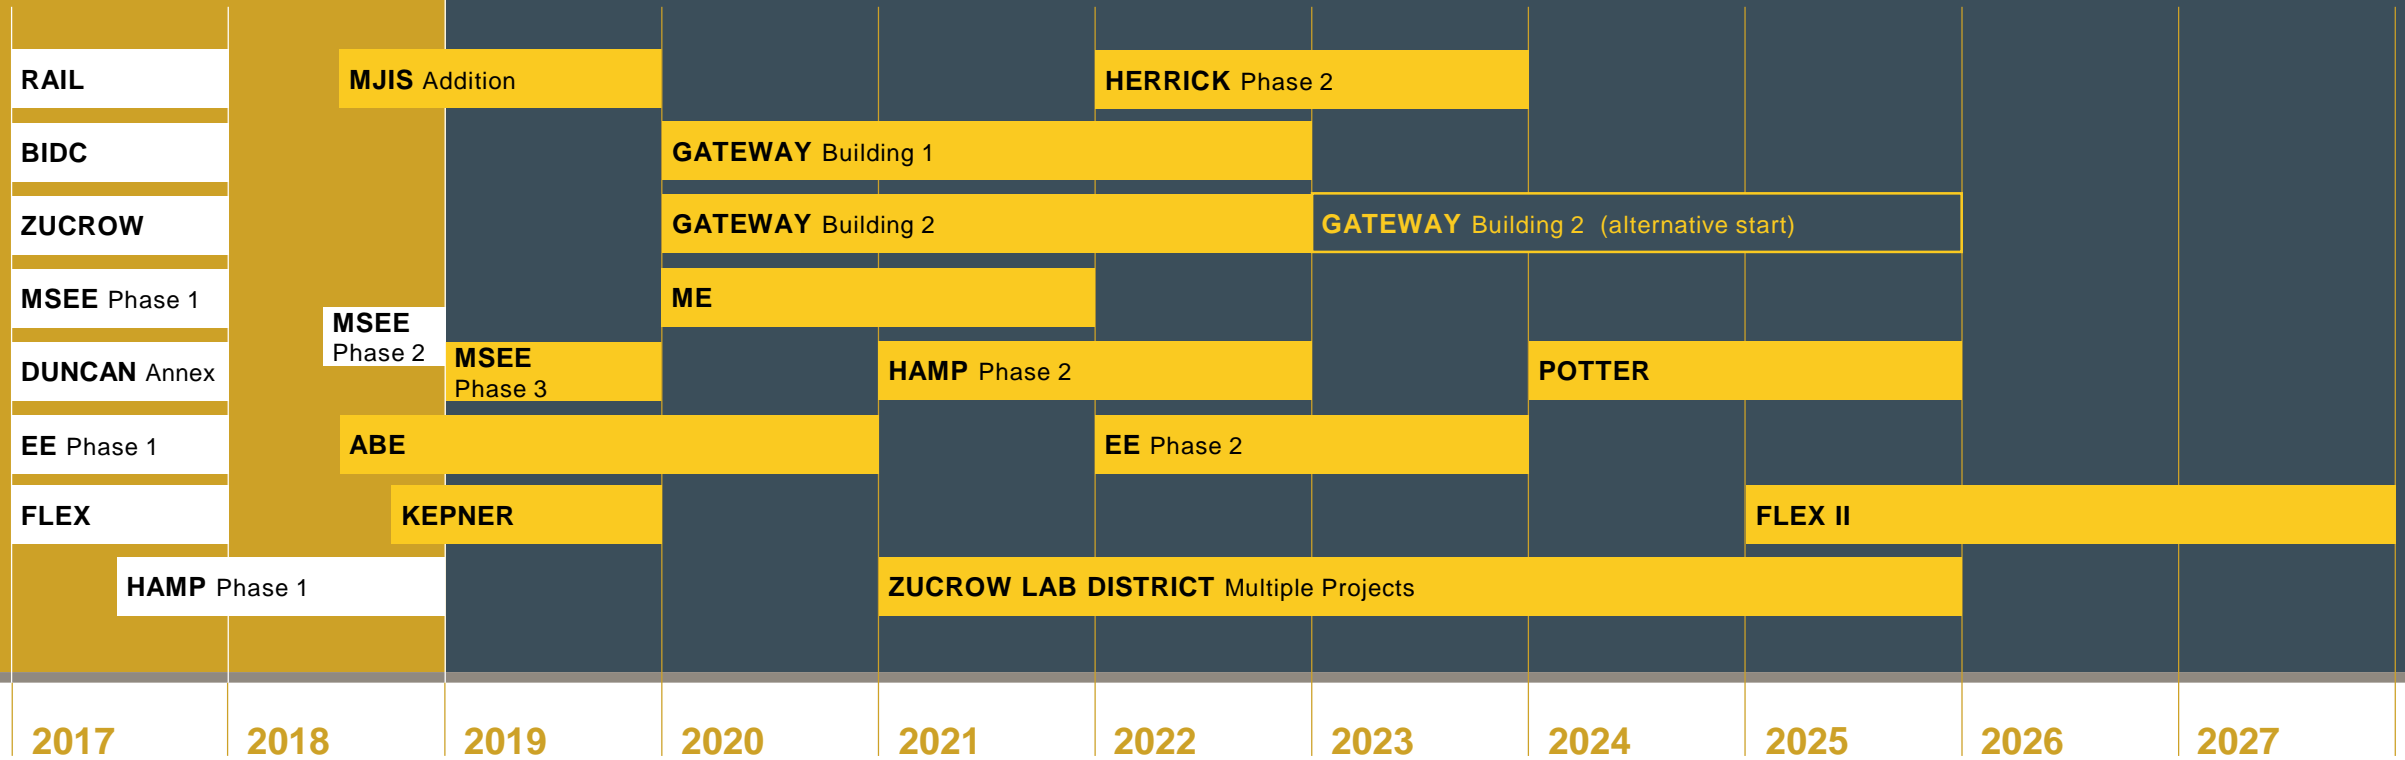 RAIL
MJIS Addition
HERRICK Phase 2
BIDC
GATEWAY Building 1
ZUCROW
GATEWAY Building 2
GATEWAY Building 2 (alternative start)
MSEE Phase 1
ME
MSEE
Phase 2
DUNCAN Annex
MSEE
Phase 3
HAMP Phase 2
POTTER
EE Phase 1
ABE
EE Phase 2
FLEX
KEPNER
FLEX II
HAMP Phase 1
ZUCROW LAB DISTRICT Multiple Projects
2017 2018 2019 2020 2021 2022 2023 2024 2025 2026 2027